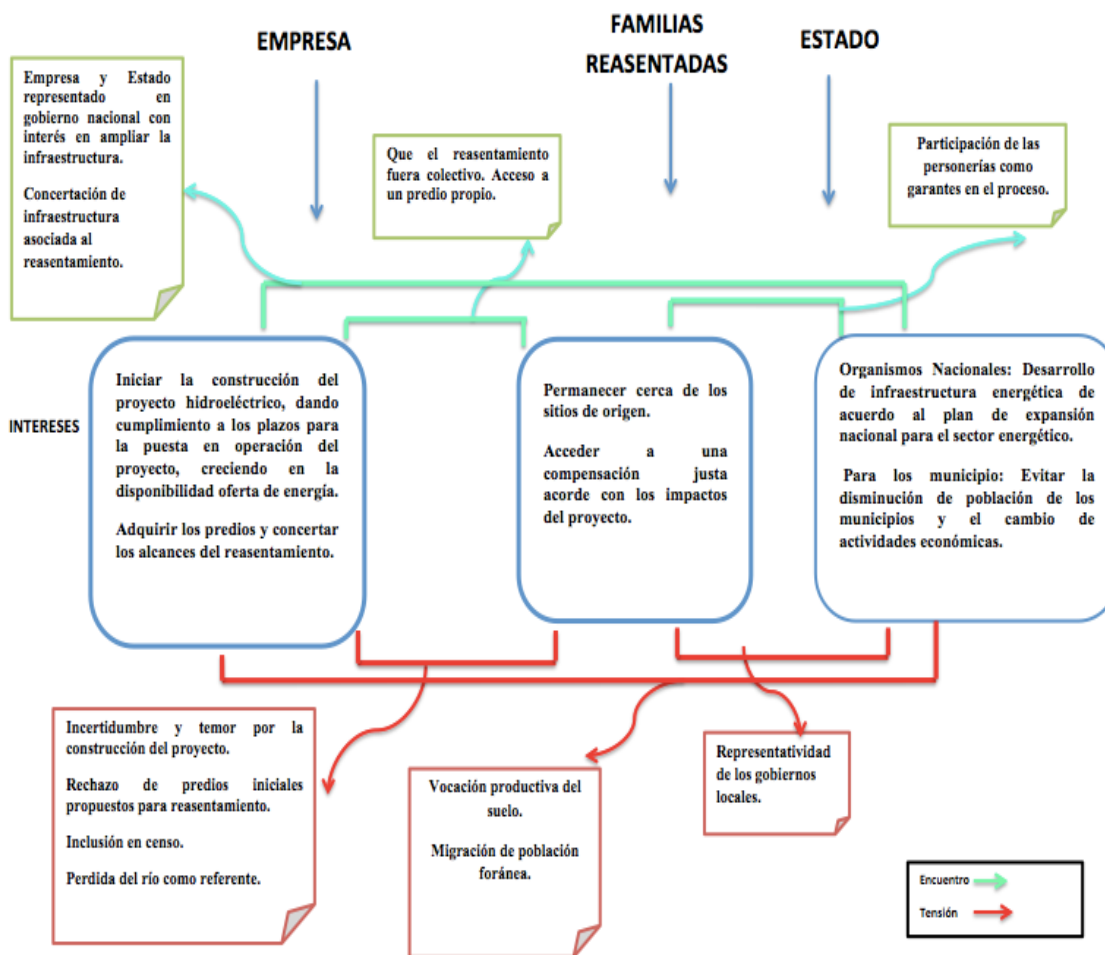 EMPRESA
FAMILIAS
REASENTADAS
ESTADO
Empresa y Estado
representado en
gobierno nacional con
interés en ampliar la
infraestructura.
Concertación de
infraestructura
asociada al
reasentamiento.
Que el reasentamiento
fuera colectivo. Acceso a
un predio propio.
Participación de las
personerías como
garantes en el proceso.
INTERESES
Iniciar la construcción del
proyecto hidroeléctrico, dando
cumplimiento a los plazos para
la puesta en operación del
proyecto, creciendo en la
disponibilidad oferta de energía.
Adquirir los predios y concertar
los alcances del reasentamiento.
Permanecer cerca de los
sitios de origen.
Acceder a una
compensación justa
acorde con los impactos
del proyecto.
Organismos Nacionales: Desarrollo
de infraestructura energética de
acuerdo al plan de expansión
nacional para el sector energético.
Para los municipio: Evitar la
disminución de población de los
municipios y el cambio de
actividades económicas.
Incertidumbre y temor por la
construcción del proyecto.
Rechazo de predios iniciales
propuestos para reasentamiento.
Inclusión en censo.
Perdida del río como referente.
Vocación productiva del
suelo.
Migración de población
foránea.
Representatividad
de los gobiernos
locales.
Encuentro
Tensión